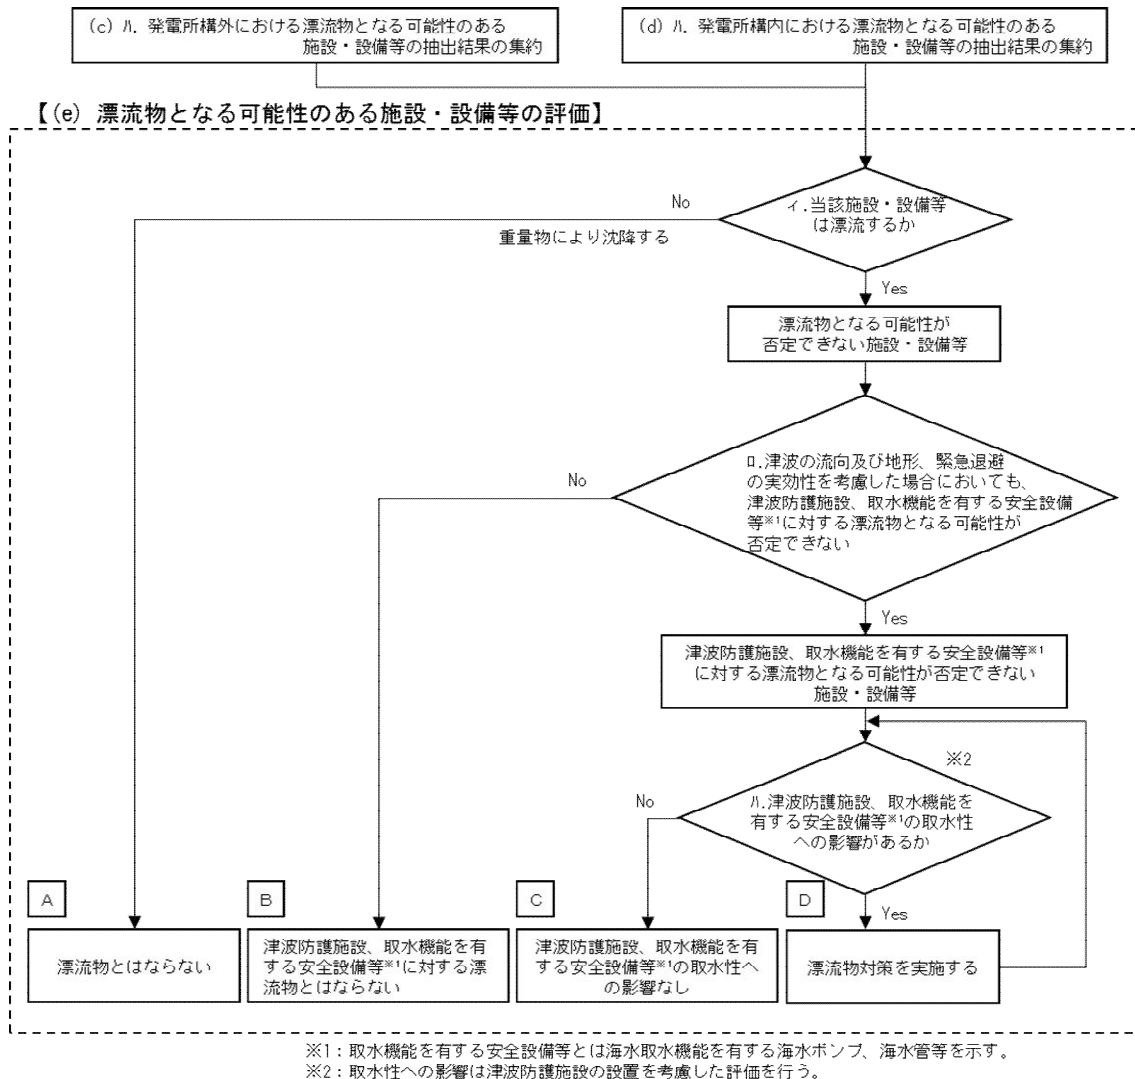 (c) ﾊ. 発電所構外における漂流物となる可能性のある
施設・設備等の抽出結果の集約
(d) ﾊ. 発電所構内における漂流物となる可能性のある
施設・設備等の抽出結果の集約
【(e) 漂流物となる可能性のある施設・設備等の評価】
No
ｲ.当該施設・設備等
は漂流するか
重量物により沈降する
Yes
漂流物となる可能性が
否定できない施設・設備等
No
ﾛ.津波の流向及び地形、緊急退避
の実効性を考慮した場合においても、
津波防護施設、取水機能を有する安全設備
等※1に対する漂流物となる可能性が
否定できない
Yes
津波防護施設、取水機能を有する安全設備等※1
に対する漂流物となる可能性が否定できない
施設・設備等
※2
No
ﾊ.津波防護施設、取水機能を
有する安全設備等※1の取水性
への影響があるか
Yes
A
漂流物とはならない
B
津波防護施設、取水機能を有
する安全設備等※1に対する漂
流物とはならない
C
津波防護施設、取水機能を有
する安全設備等※1の取水性へ
の影響なし
D
漂流物対策を実施する
※1：取水機能を有する安全設備等とは海水取水機能を有する海水ポンプ、海水管等を示す。
※2：取水性への影響は津波防護施設の設置を考慮した評価を行う。